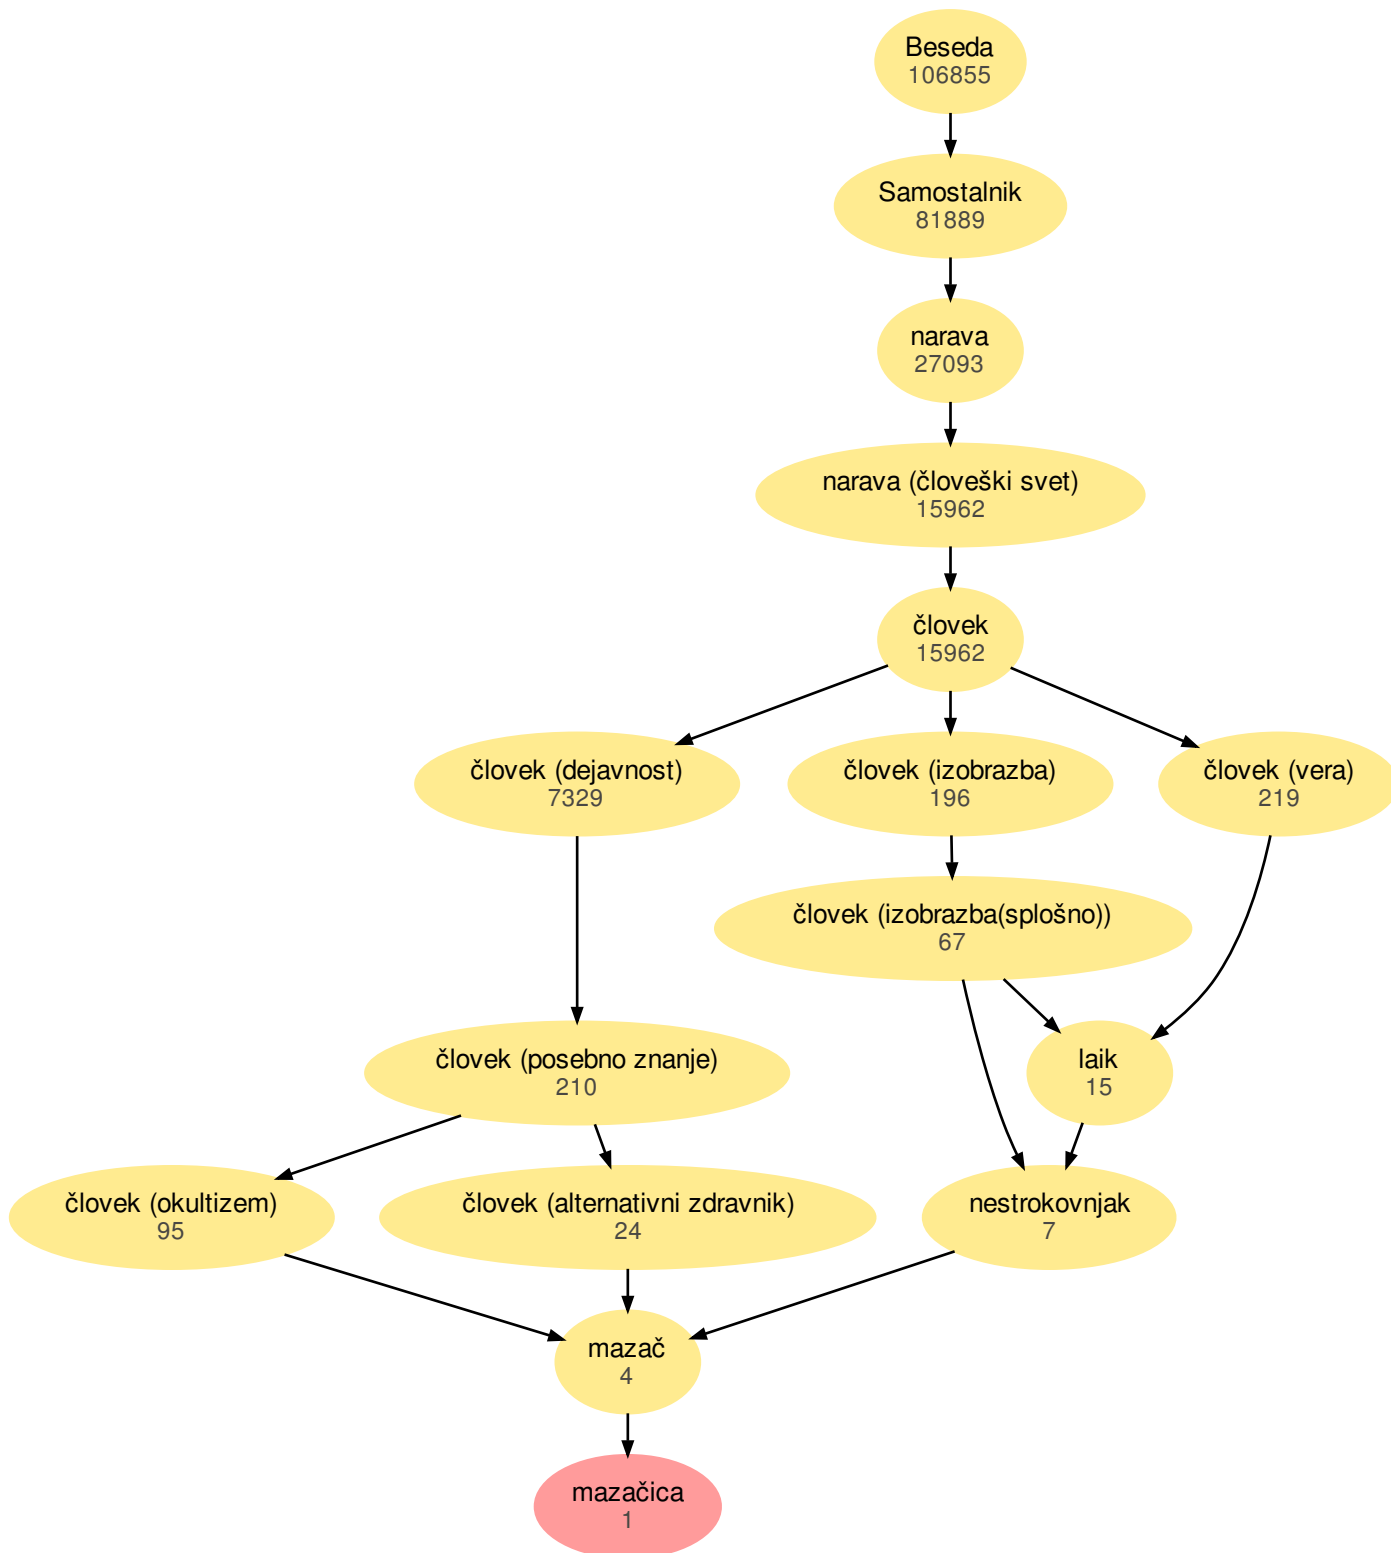 Beseda
106855
Samostalnik
81889
narava
27093
narava (človeški svet)
15962
človek
15962
človek (dejavnost)
7329
človek (izobrazba)
196
človek (vera)
219
človek (izobrazba(splošno))
67
človek (posebno znanje)
210
laik
15
človek (okultizem)
95
človek (alternativni zdravnik)
24
nestrokovnjak
7
mazač
4
mazačica
1